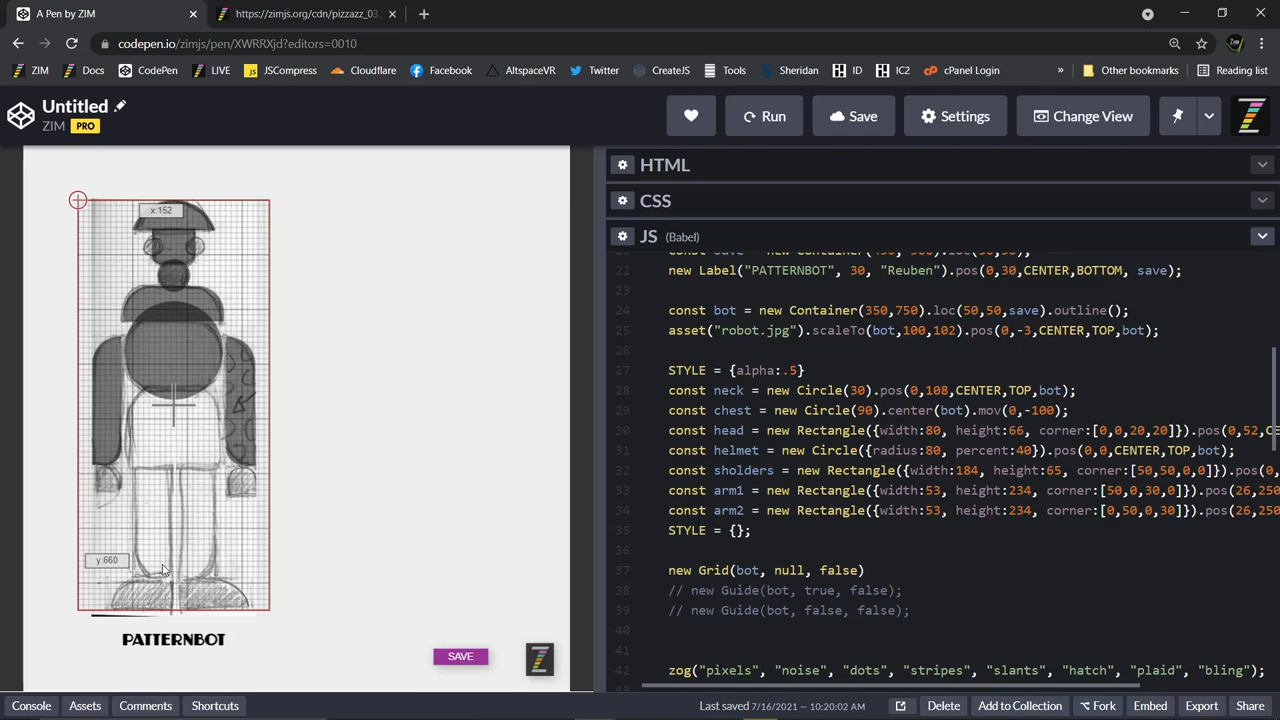 A Pen by ZIM
https://zimjs.org/cdn/pizzazz_03
codepen.io/zimjs/pen/XWRRXjd?editors=0010
ZIM
Docs
CodePen
LIVE
JSCompress
Cloudflare
Facebook
AltspaceVR
Twitter
CreateJS
Tools
Sheridan
ID
IC2
cPanel Login
»
Other bookmarks
Reading list
Untitled
ZIM PRO
Run
Save
Settings
Change View
x:152
y:660
PATTERNBOT
SAVE
HTML
CSS
JS (Babel)
22 new Label("PATTERNBOT", 30, "Reuben").pos(0,30,CENTER,BOTTOM, save);
23
24 const bot = new Container(350,750).loc(50,50,save).outline();
25 asset("robot.jpg").scaleTo(bot,100,102).pos(0,-3,CENTER,TOP,bot);
26
27 STYLE = {alpha:.5}
28 const neck = new Circle(30).pos(0,108,CENTER,TOP,bot);
29 const chest = new Circle(90).center(bot).mov(0,-100);
30 const head = new Rectangle({width:80, height:66, corner:[0,0,20,20]}).pos(0,52,CE
31 const helmet = new Circle({radius:80, percent:40}).pos(0,0,CENTER,TOP,bot);
32 const sholders = new Rectangle({width:184, height:65, corner:[50,50,0,0]}).pos(0,
33 const arm1 = new Rectangle({width:53, height:234, corner:[50,0,30,0]}).pos(26,250
34 const arm2 = new Rectangle({width:53, height:234, corner:[0,50,0,30]}).pos(26,250
35 STYLE = {};
36
37 new Grid(bot, null, false)
38 // new Guide(bot, true, false);
39 // new Guide(bot, false, false);
40
41
42 zog("pixels", "noise", "dots", "stripes", "slants", "hatch", "plaid", "bling");
Console
Assets
Comments
Shortcuts
Last saved 7/16/2021 — 10:20:02 AM
Delete
Add to Collection
Fork
Embed
Export
Share